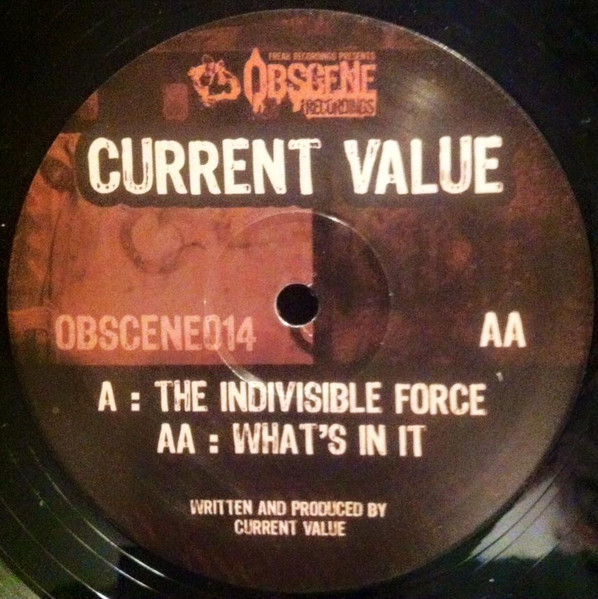 FREAK RECORDINGS PRESENTS
OBSCENE
RECORDINGS
CURRENT VALUE
OBSCENE014
AA
A : THE INDIVISIBLE FORCE
AA : WHAT'S IN IT
WRITTEN AND PRODUCED BY
CURRENT VALUE